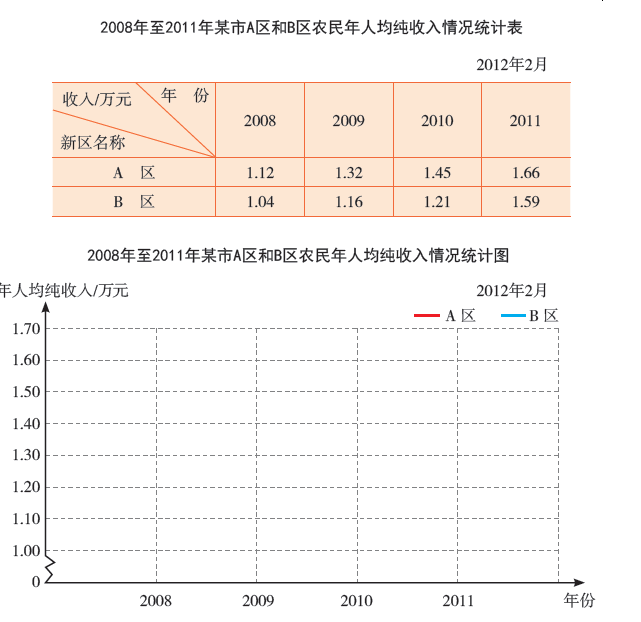 2008年至2011年某市A区和B区农民年人均纯收入情况统计表
2012年2月
收入/万元 年 份 2008 2009 2010 2011
新区名称
A 区 1.12 1.32 1.45 1.66
B 区 1.04 1.16 1.21 1.59
2008年至2011年某市A区和B区农民年人均纯收入情况统计图
年人均纯收入/万元 2012年2月
A 区 B 区
1.70
1.60
1.50
1.40
1.30
1.20
1.10
1.00
0
2008 2009 2010 2011 年份